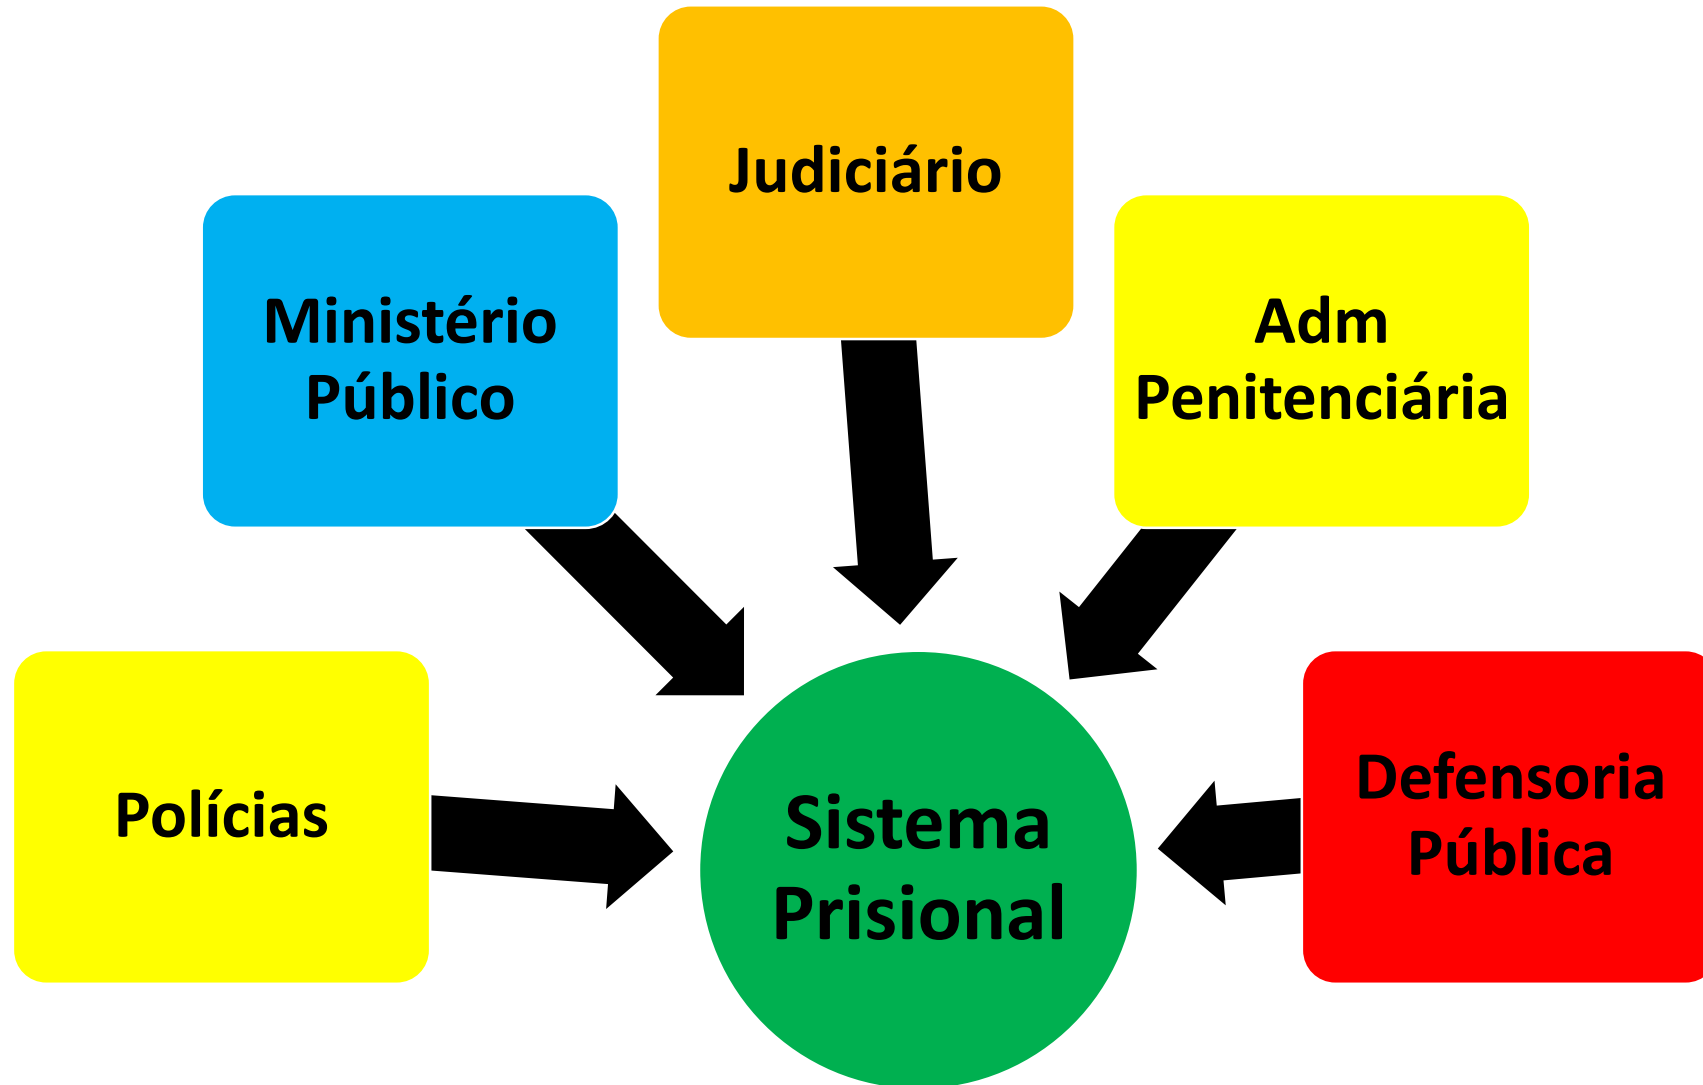 Judiciário
Ministério
Público
Adm
Penitenciária
Polícias
Sistema
Prisional
Defensoria
Pública